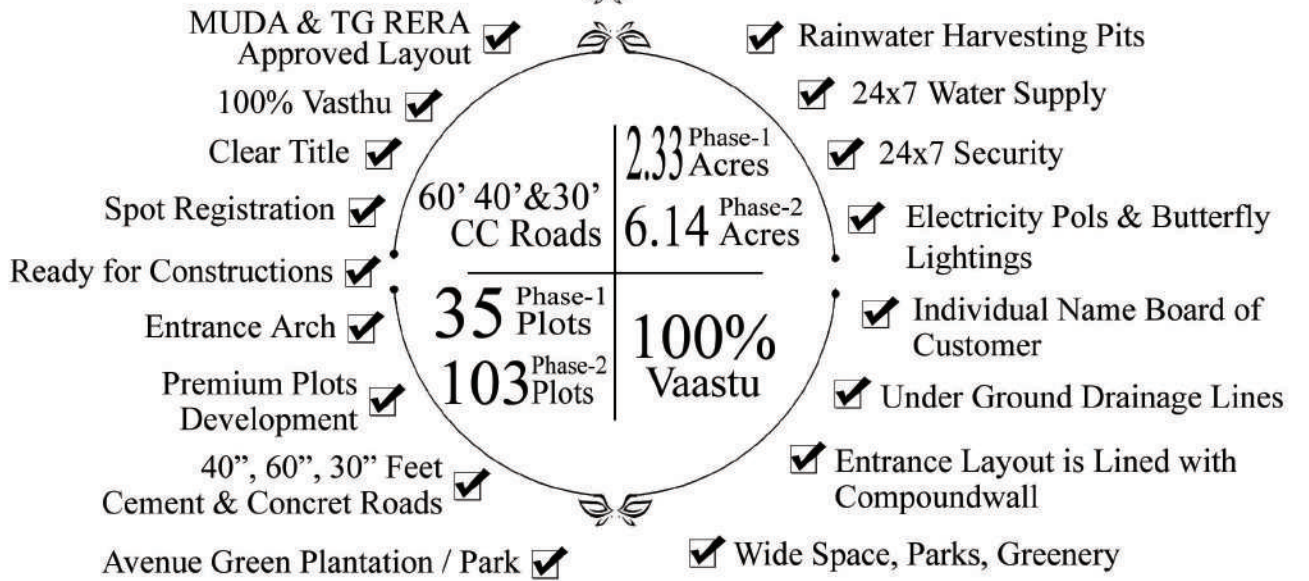 MUDA & TG RERA
Approved Layout
100% Vasthu
Clear Title
Spot Registration
Ready for Constructions
Entrance Arch
Premium Plots
Development
40”, 60”, 30” Feet
Cement & Concret Roads
Avenue Green Plantation / Park
60’ 40’&30’
CC Roads
2.33 Phase-1
Acres
6.14 Phase-2
Acres
35 Phase-1
Plots
103 Phase-2
Plots
100%
Vaastu
Rainwater Harvesting Pits
24x7 Water Supply
24x7 Security
Electricity Pols & Butterfly
Lightings
Individual Name Board of
Customer
Under Ground Drainage Lines
Entrance Layout is Lined with
Compoundwall
Wide Space, Parks, Greenery